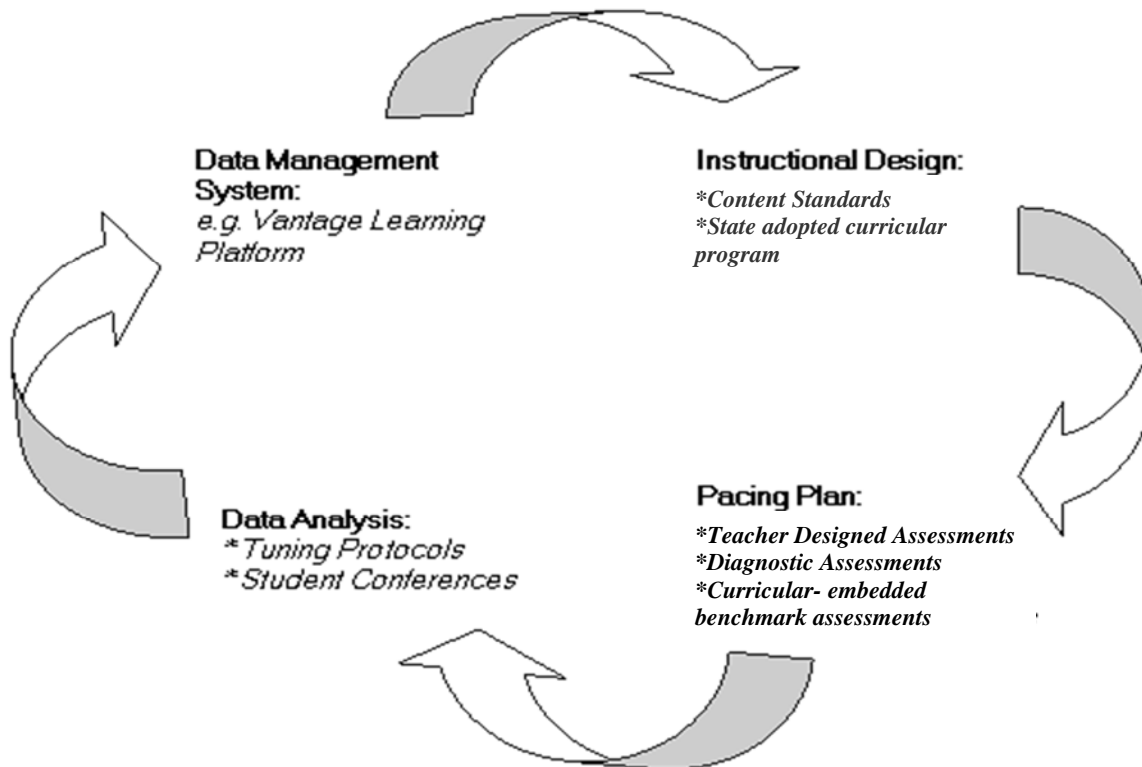 Data Management
System:
e.g. Vantage Learning
Platform
Instructional Design:
*Content Standards
*State adopted curricular
program
Data Analysis:
*Tuning Protocols
*Student Conferences
Pacing Plan:
*Teacher Designed Assessments
*Diagnostic Assessments
*Curricular- embedded
benchmark assessments